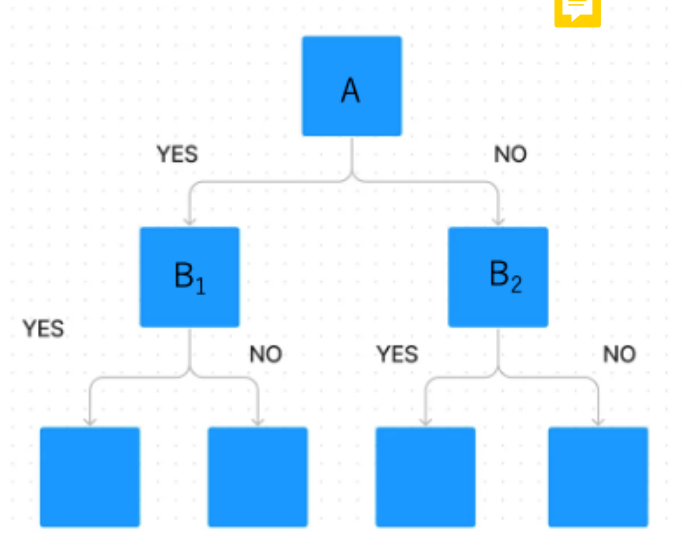 A
YES
NO
B₁
B₂
YES
NO
YES
NO